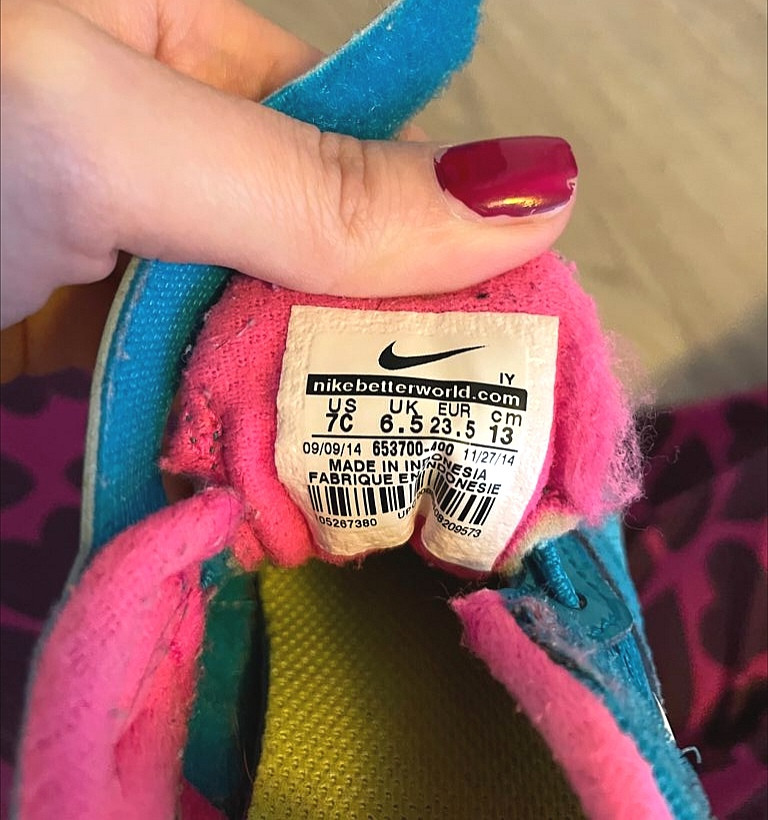 IY
nikebetterworld.com
US UK EUR cm
7C 6.5 23.5 13
09/09/14 653700-400 11/27/14
MADE IN INDONESIA
FABRIQUE EN INDONESIE
05267380